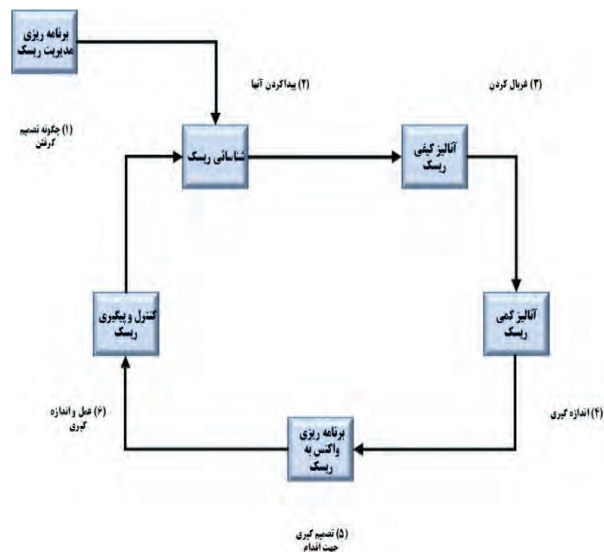 برنامه ریزی
مدیریت ریسک
(۱) چگونه تصمیم
گرفتن
(۲) پیداکردن آنها
شناسائی ریسک
(۳) غربال کردن
آنالیز کیفی
ریسک
آنالیز کمی
ریسک
(۴) اندازه گیری
برنامه ریزی
واکنش به
ریسک
(۵) تصمیم گیری
جهت اقدام
(۶) عمل و اندازه
گیری
کنترل و پیگیری
ریسک